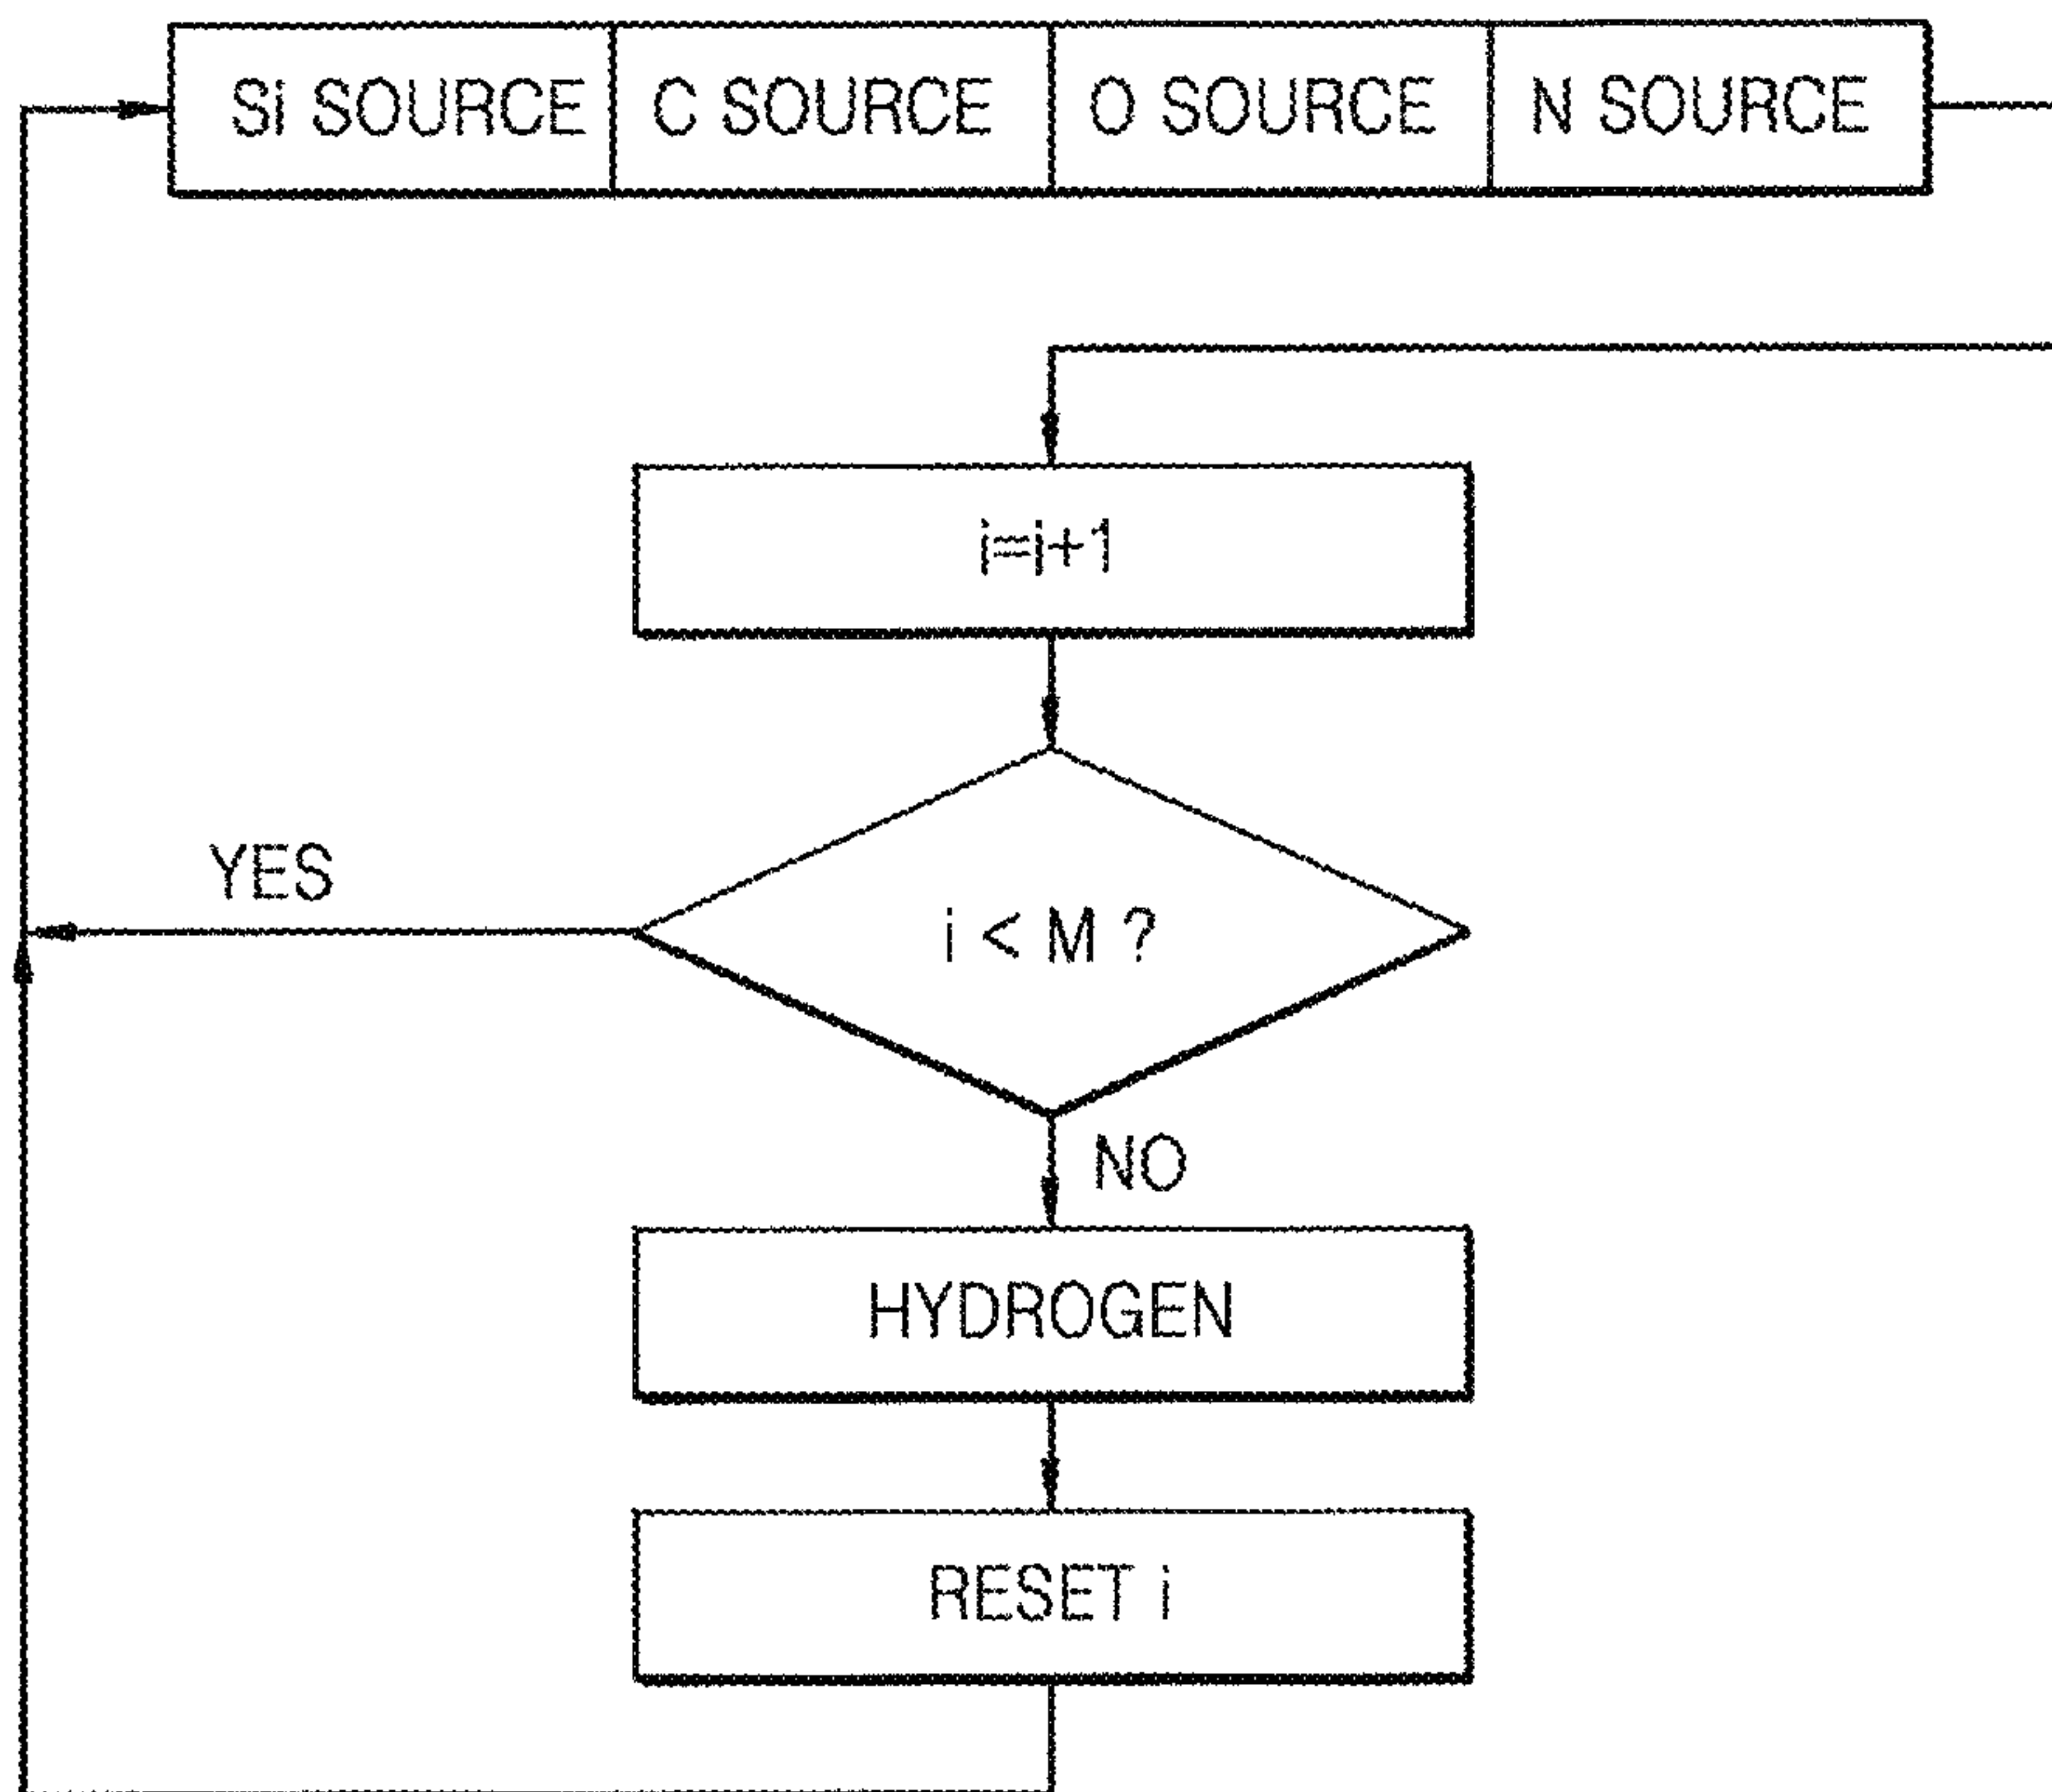 Si SOURCE C SOURCE O SOURCE N SOURCE
i=i+1
YES
i < M ?
NO
HYDROGEN
RESET i